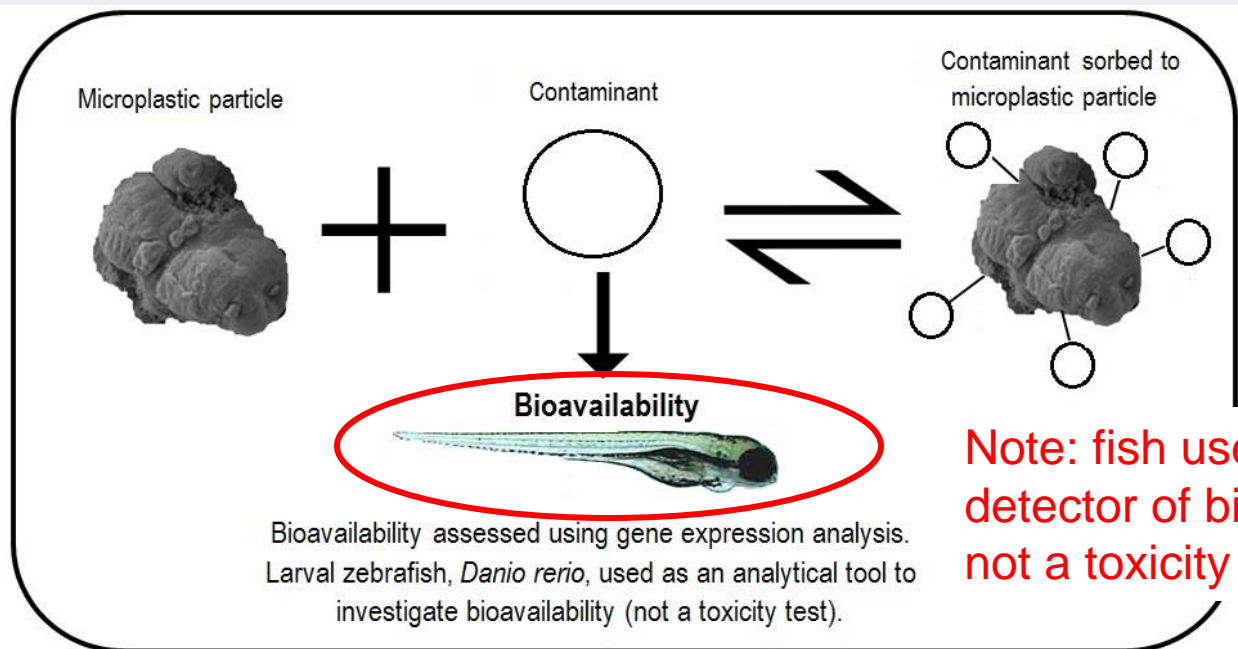 Microplastic particle
Contaminant
Contaminant sorbed to
microplastic particle
Bioavailability
Bioavailability assessed using gene expression analysis.
Larval zebrafish, Danio rerio, used as an analytical tool to
investigate bioavailability (not a toxicity test).
Note: fish use
detector of bi
not a toxicity